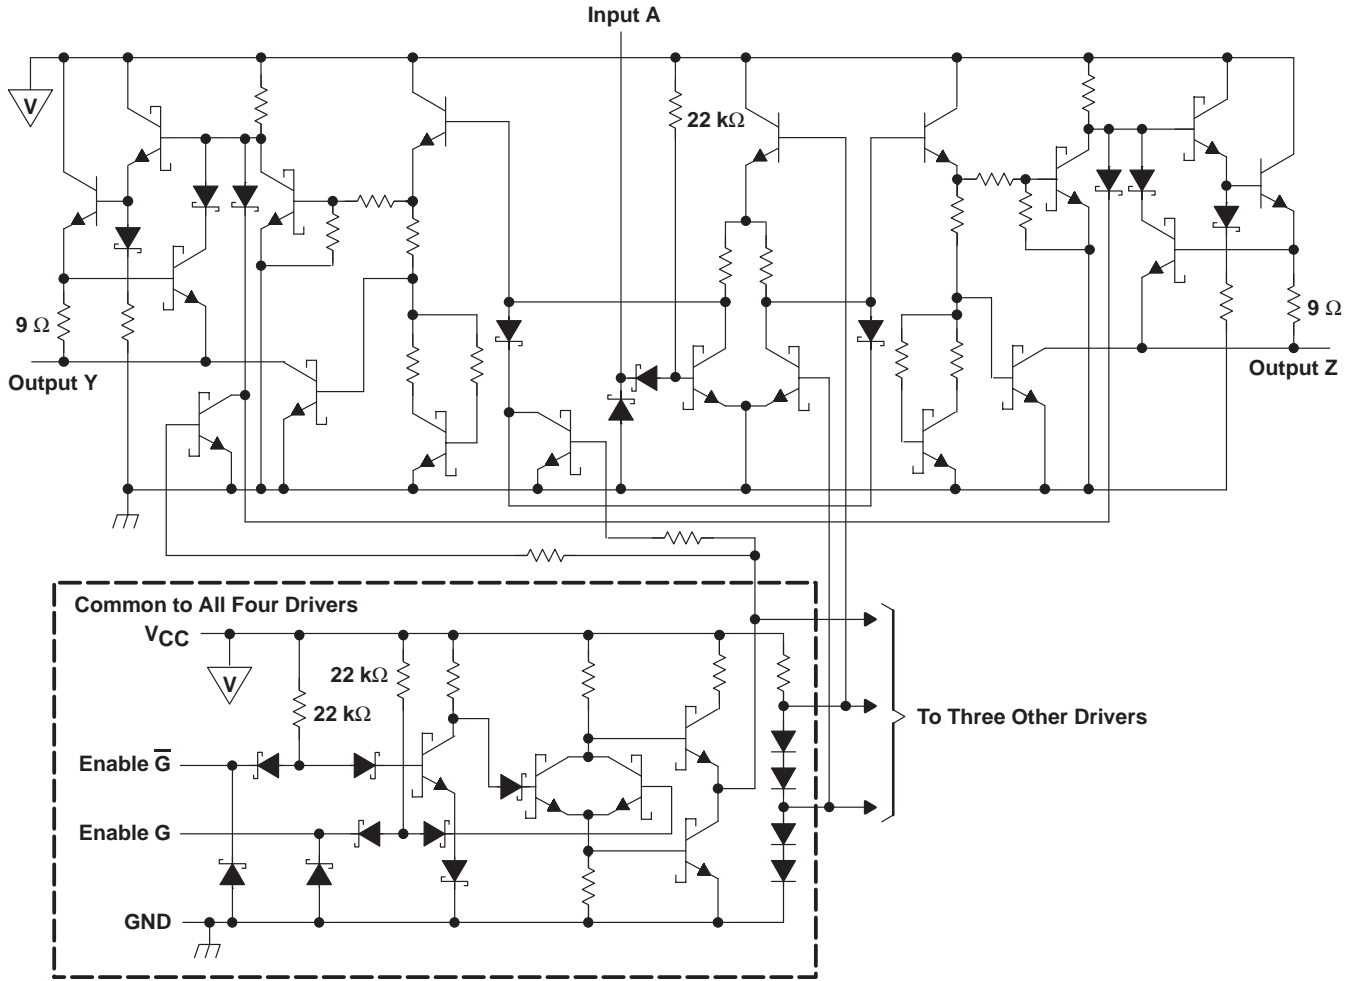 Input A
V
22 kΩ
9 Ω
9 Ω
Output Y
Output Z
Common to All Four Drivers
VCC
V
22 kΩ
22 kΩ
To Three Other Drivers
Enable G̅
Enable G
GND